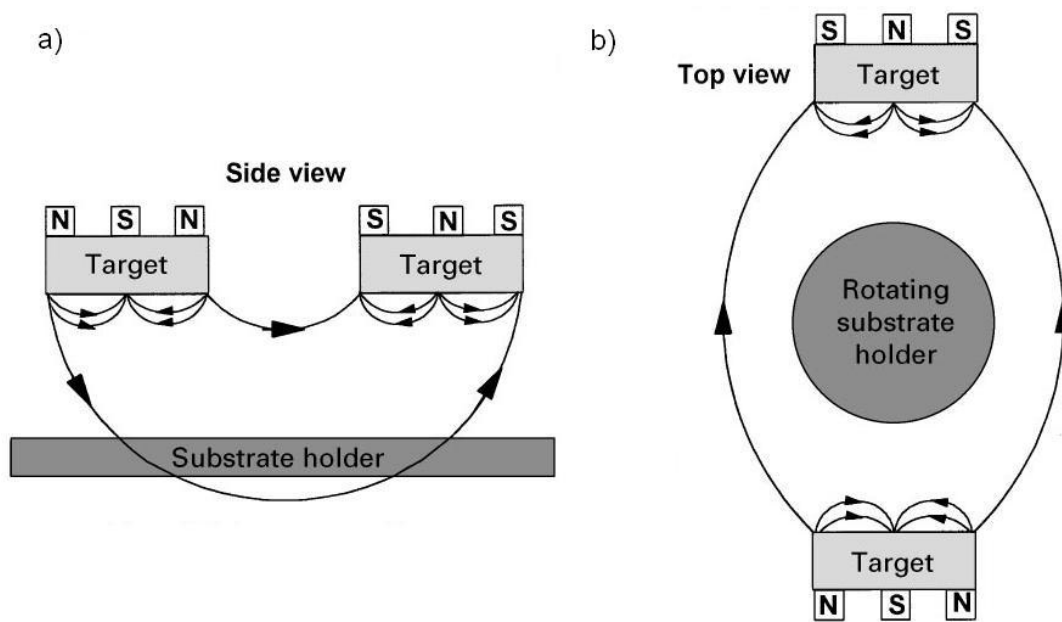 a)
Side view
N S N
S N S
Target
Target
Substrate holder
b)
Top view
S N S
Target
Rotating
substrate
holder
Target
N S N